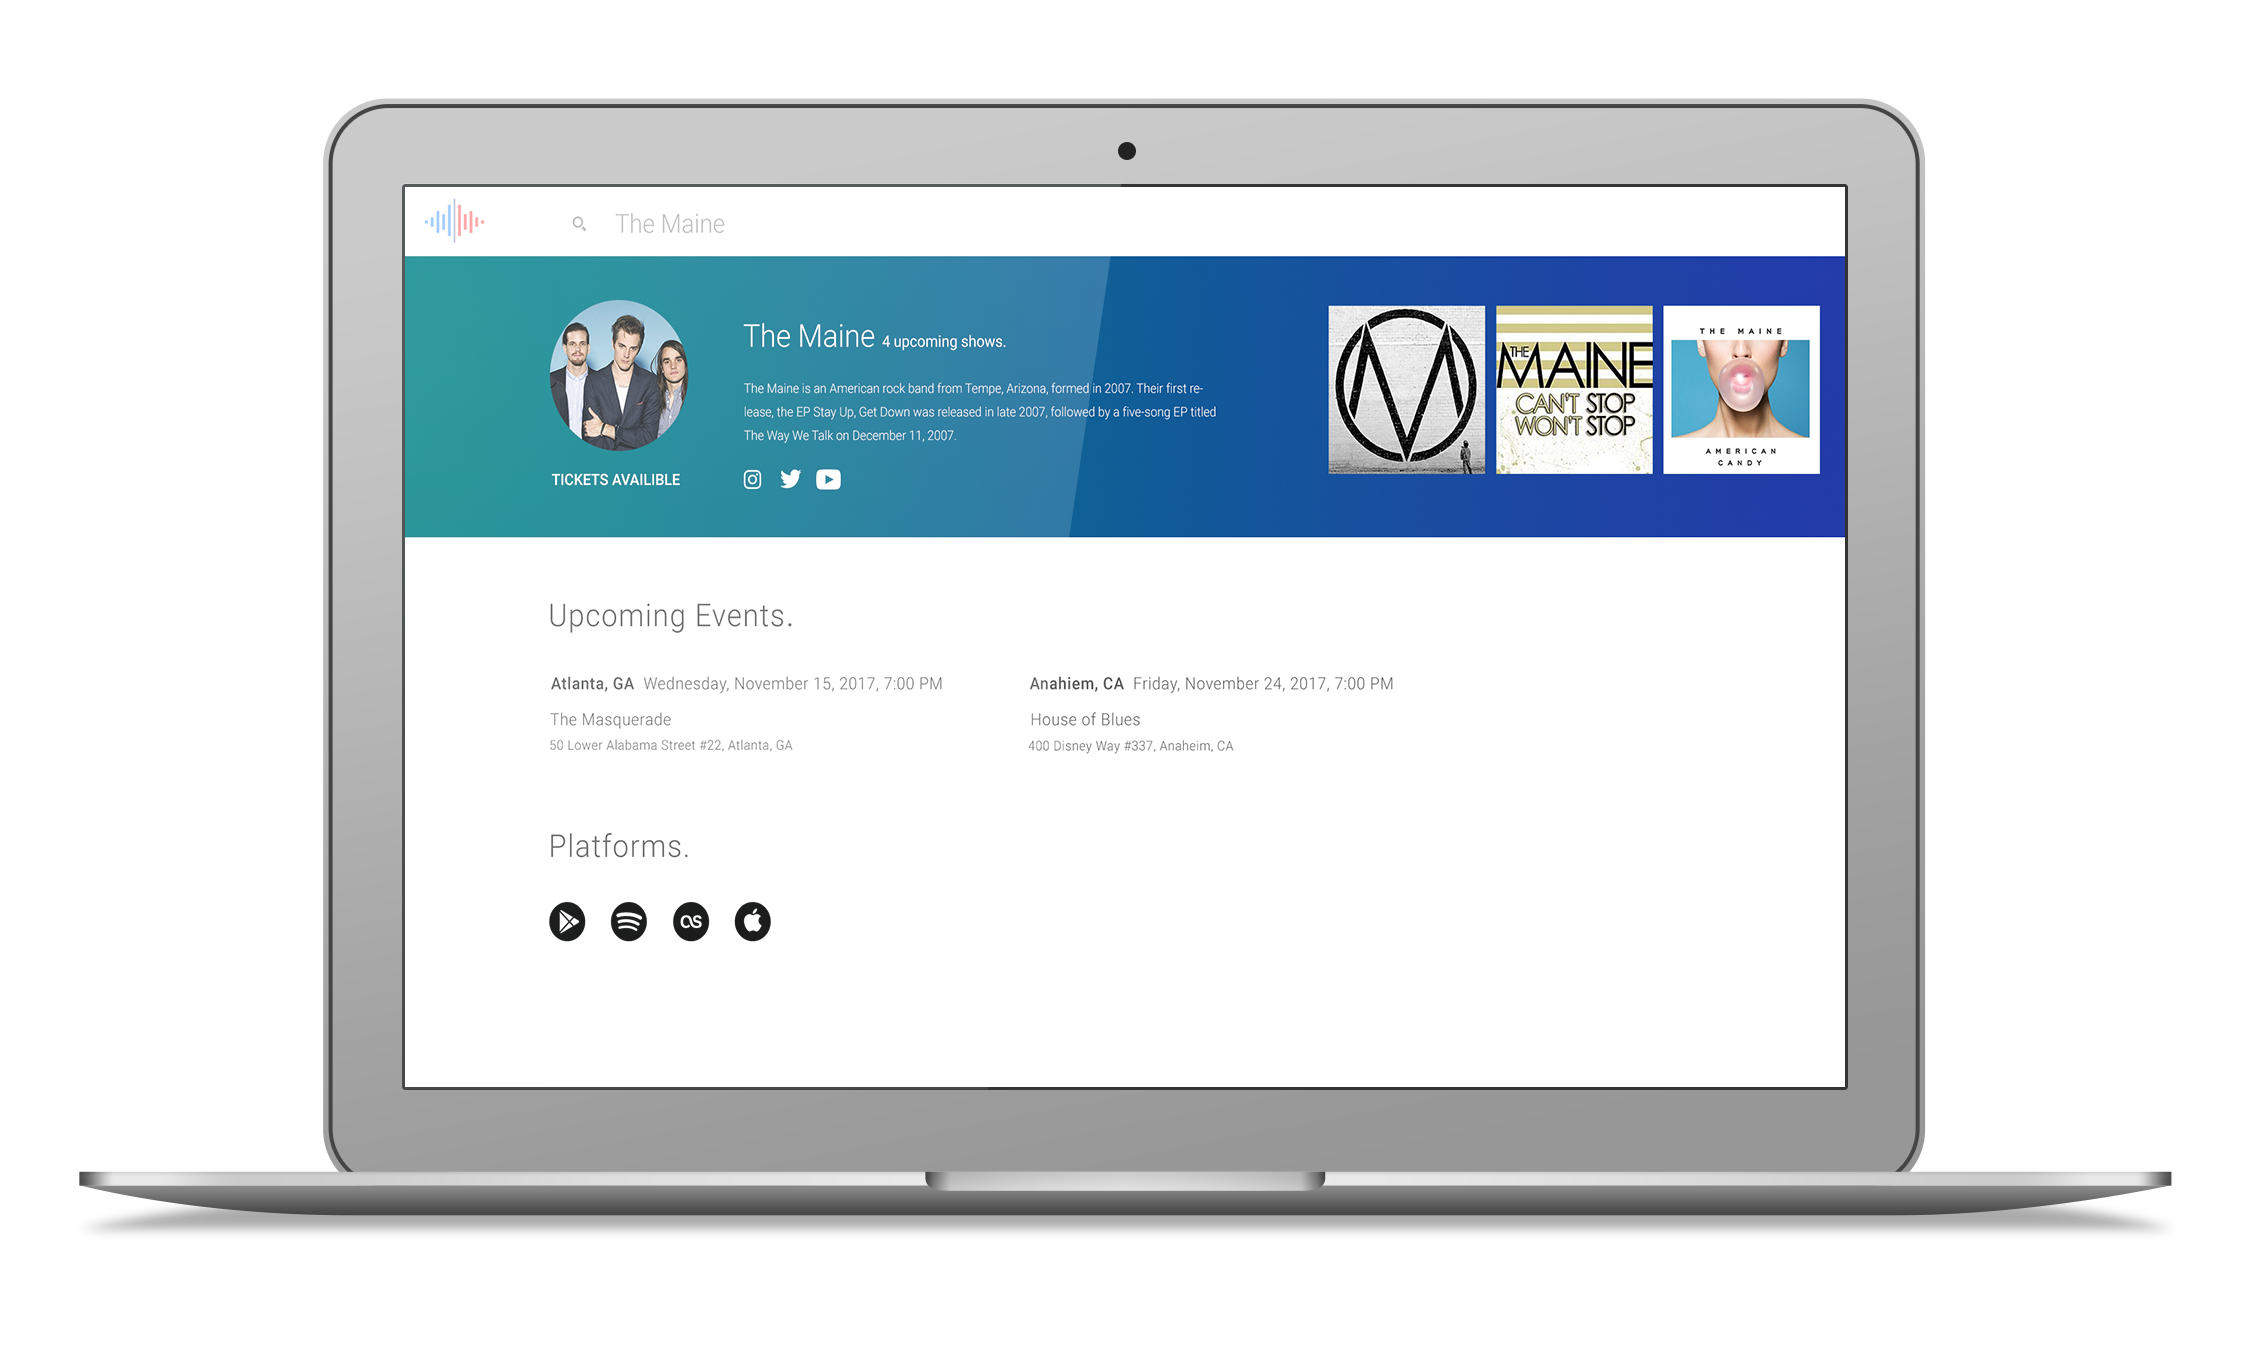 The Maine
The Maine 4 upcoming shows.
The Maine is an American rock band from Tempe, Arizona, formed in 2007. Their first re-
lease, the EP Stay Up, Get Down was released in late 2007, followed by a five-song EP titled
The Way We Talk on December 11, 2007.
TICKETS AVAILIBLE
THE
MAINE
CAN'T STOP
WON'T STOP
THE MAINE
AMERICAN
CANDY
Upcoming Events.
Atlanta, GA Wednesday, November 15, 2017, 7:00 PM
The Masquerade
50 Lower Alabama Street #22, Atlanta, GA
Anahiem, CA Friday, November 24, 2017, 7:00 PM
House of Blues
400 Disney Way #337, Anaheim, CA
Platforms.